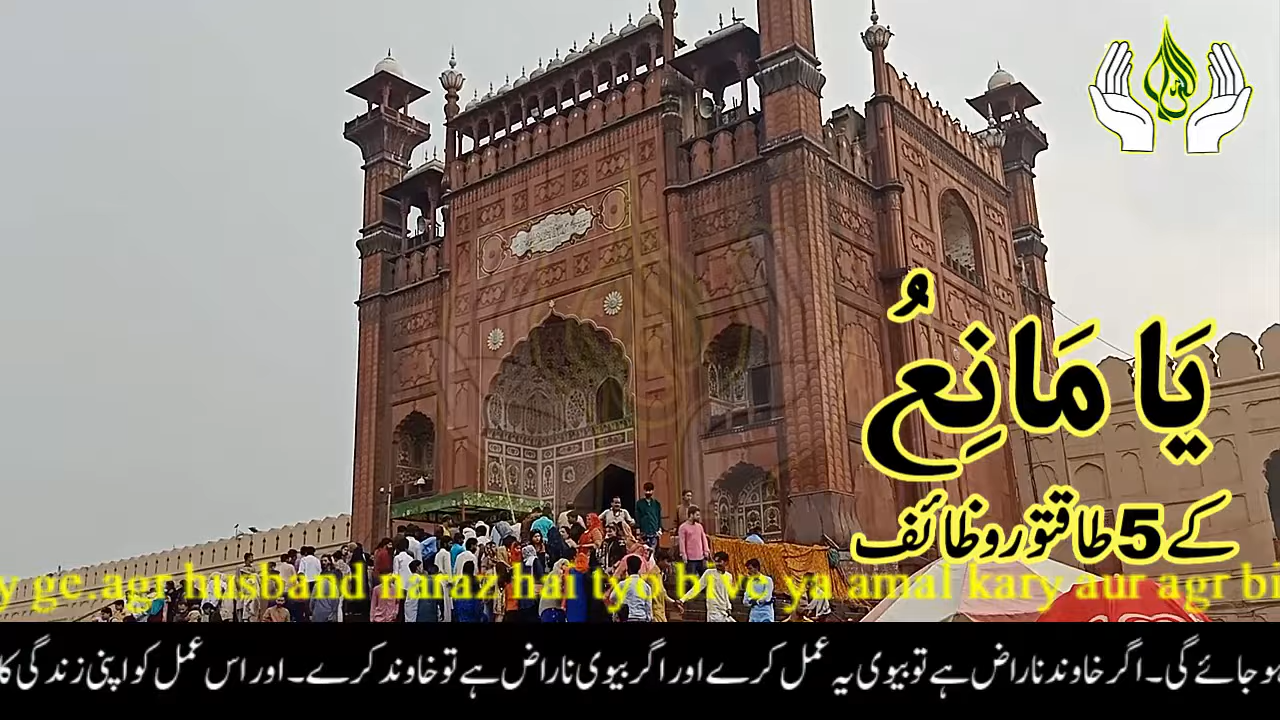 يَا مَانِعُ
کے 5 طاقتور وظائف
y ge.agr husband naraz hai tyo bive ya amal kary aur agr bi
ہو جائے گی۔ اگر خاوند ناراض ہے تو بیوی یہ عمل کرے اور اگر بیوی ناراض ہے تو خاوند کرے۔ اور اس عمل کو اپنی زندگی کا